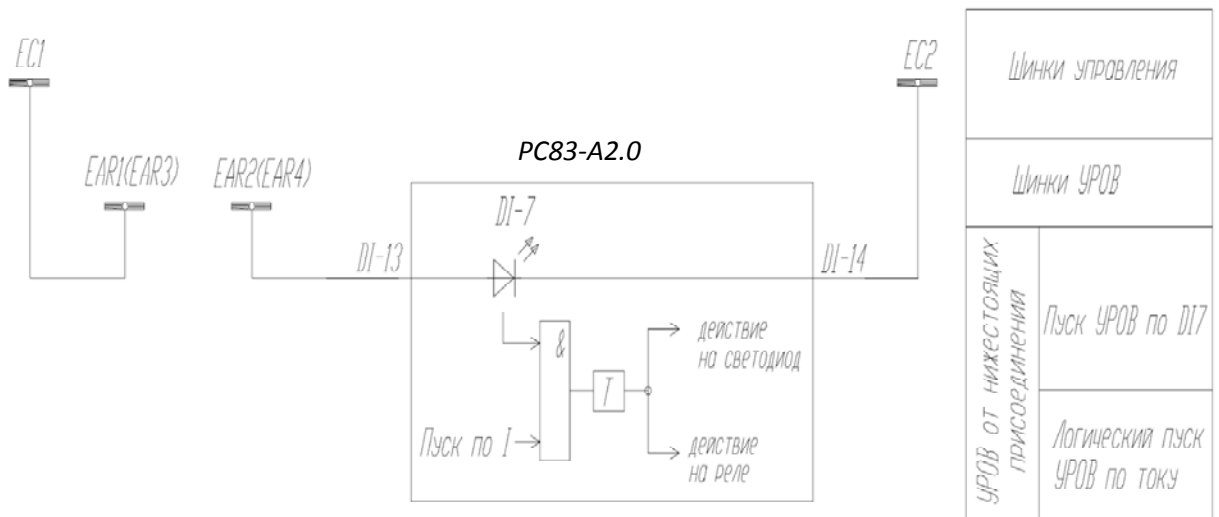 EC1
EC2
EAR1(EAR3)
EAR2(EAR4)
РС83-А2.0
DI-7
DI-13
DI-14
&
T
Пуск по I
действие
на светодиод
действие
на реле
Шинки управления
Шинки УРОВ
УРОВ от нижестоящих
присоединений
Пуск УРОВ по DI7
Логический пуск
УРОВ по току